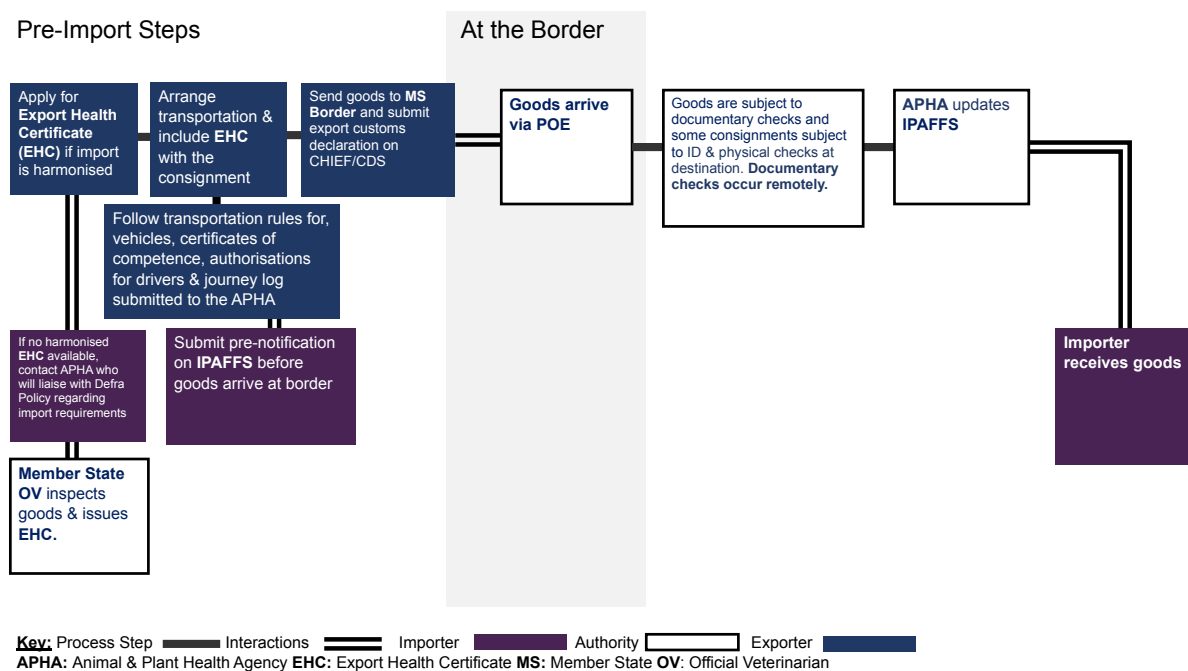 Pre-Import Steps
At the Border
Apply for
Export Health
Certificate
(EHC) if import
is harmonised
Arrange
transportation &
include EHC
with the
consignment
Send goods to MS
Border and submit
export customs
declaration on
CHIEF/CDS
Goods arrive
via POE
Goods are subject to
documentary checks and
some consignments subject
to ID & physical checks at
destination. Documentary
checks occur remotely.
APHA updates
IPAFFS
Follow transportation rules for,
vehicles, certificates of
competence, authorisations
for drivers & journey log
submitted to the APHA
If no harmonised
EHC available,
contact APHA who
will liaise with Defra
Policy regarding
import requirements
Submit pre-notification
on IPAFFS before
goods arrive at border
Importer
receives goods
Member State
OV inspects
goods & issues
EHC.
Key: Process Step Interactions Importer Authority Exporter
APHA: Animal & Plant Health Agency EHC: Export Health Certificate MS: Member State OV: Official Veterinarian